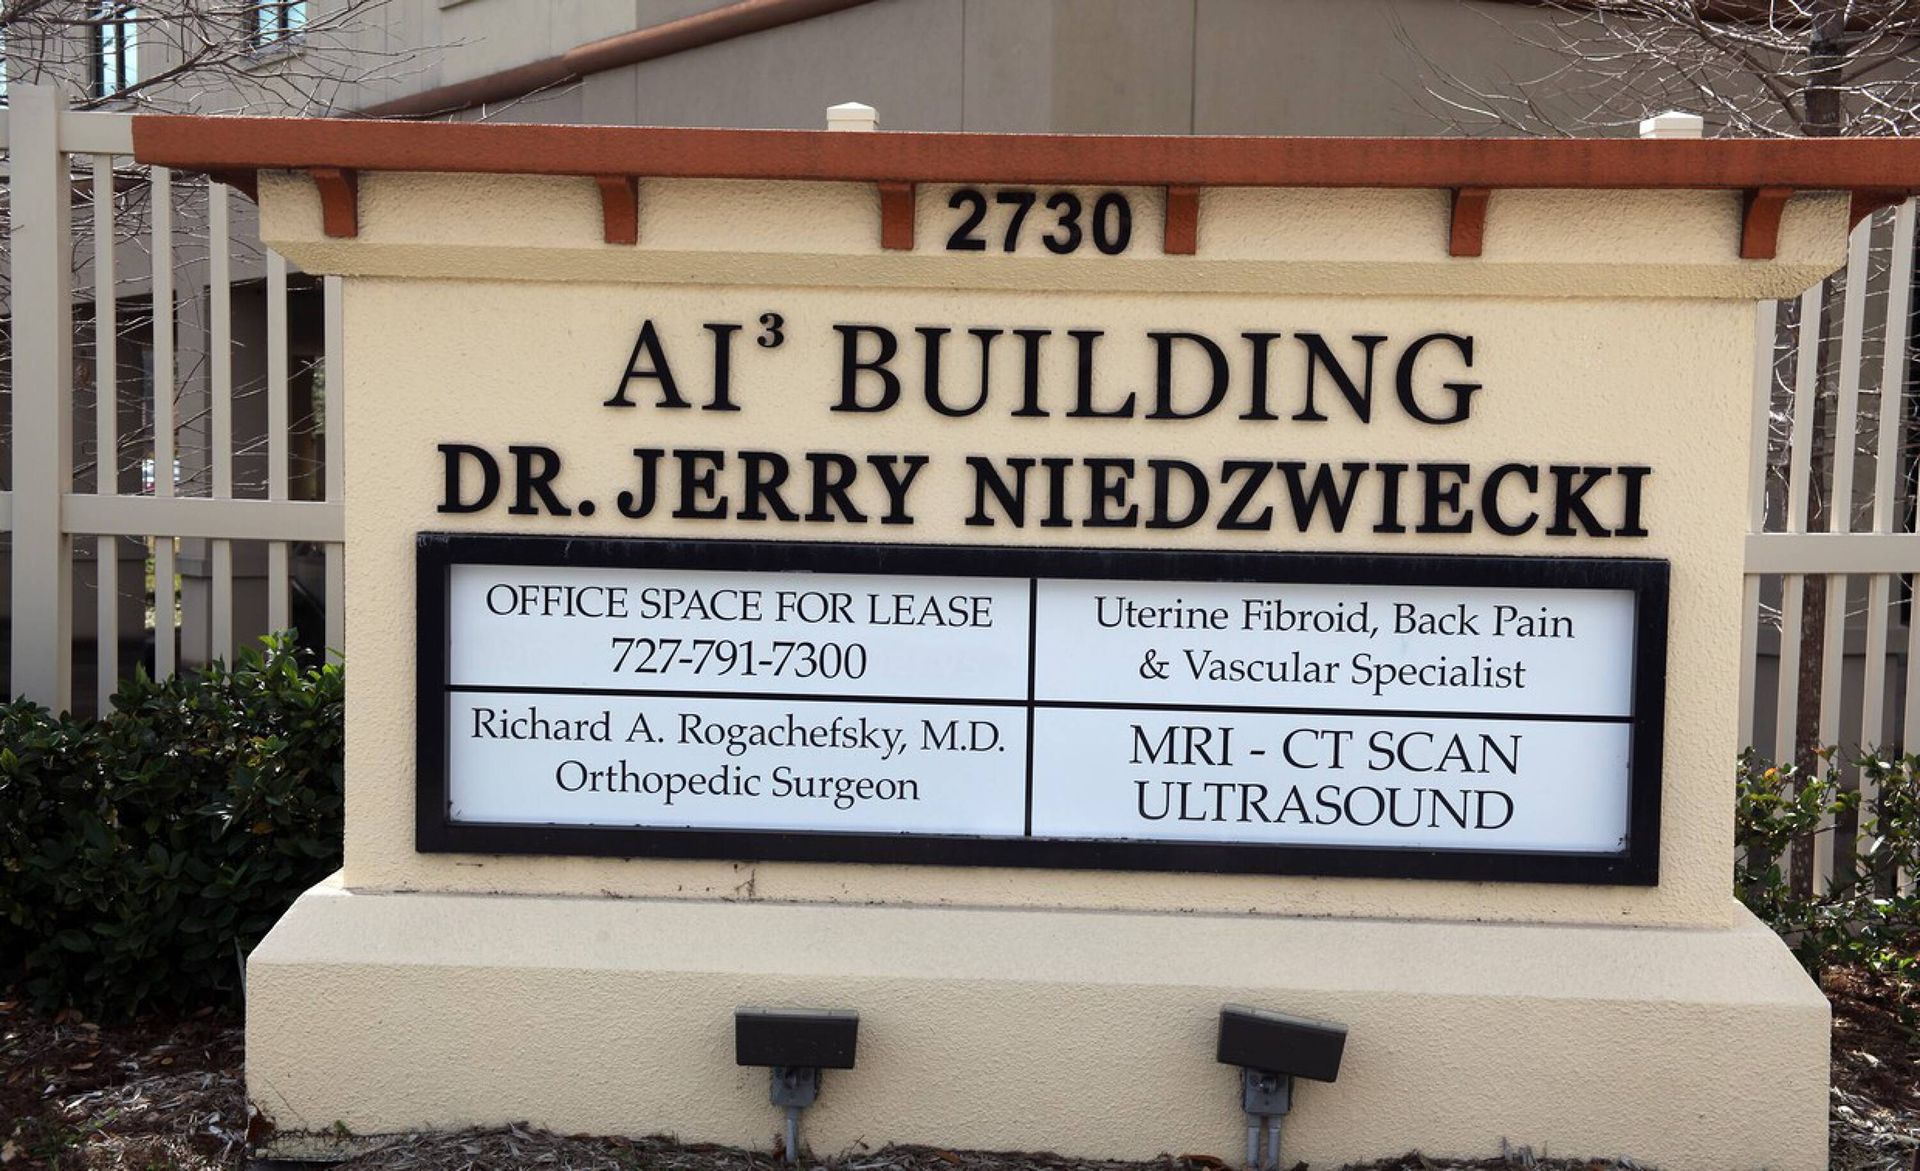 2730
AI³ BUILDING
DR. JERRY NIEDZWIECKI
OFFICE SPACE FOR LEASE
727-791-7300
Uterine Fibroid, Back Pain
& Vascular Specialist
Richard A. Rogachefsky, M.D.
Orthopedic Surgeon
MRI - CT SCAN
ULTRASOUND